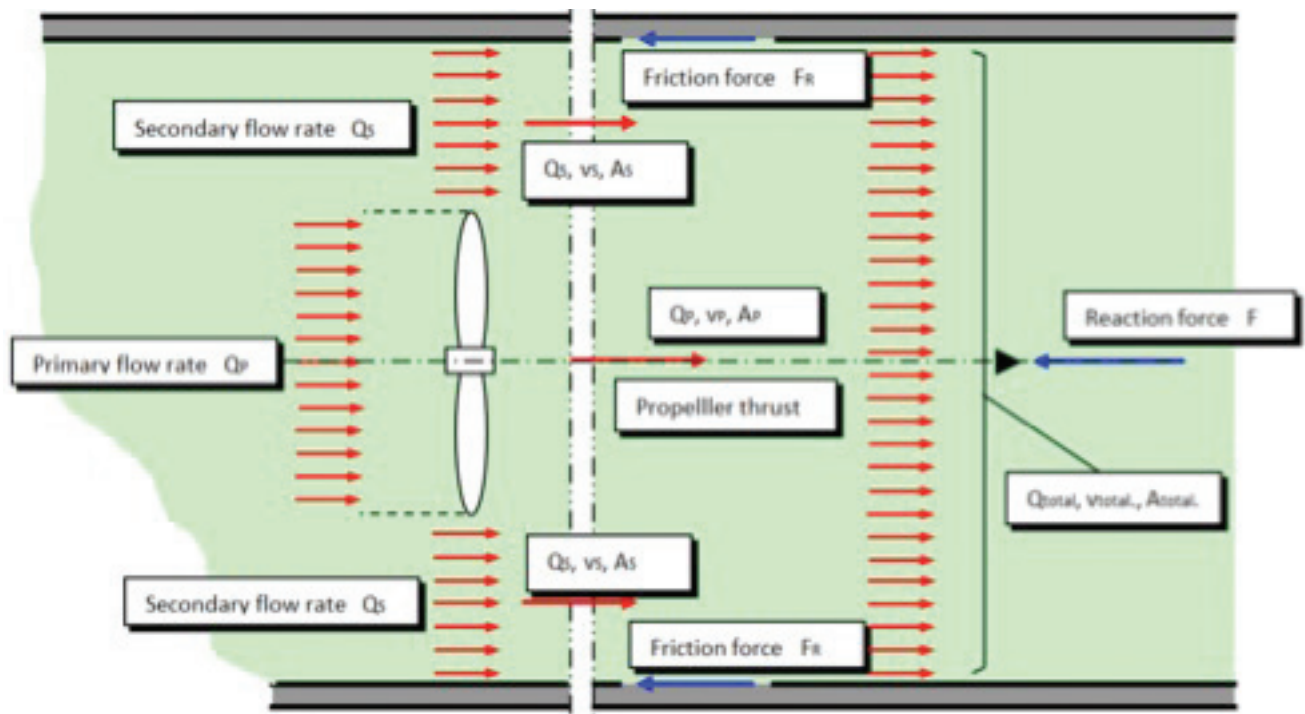 Friction force FR
Secondary flow rate QS
QS, vS, AS
QP, vP, AP
Reaction force F
Primary flow rate QP
Propelller thrust
Qtotal, vtotal., Atotal.
QS, vS, AS
Secondary flow rate QS
Friction force FR